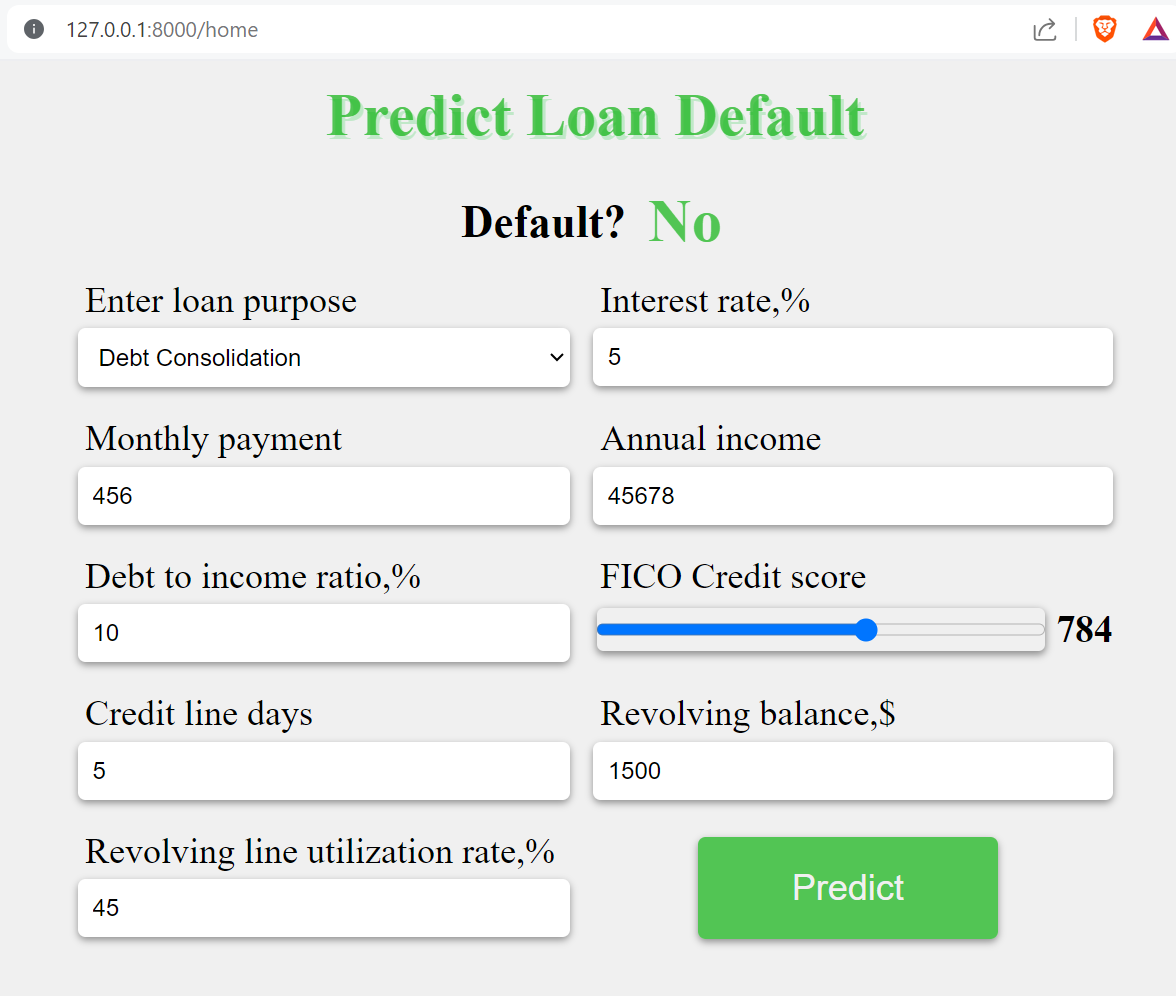 127.0.0.1:8000/home
Predict Loan Default
Default? No
Enter loan purpose
Debt Consolidation
Interest rate,%
5
Monthly payment
456
Annual income
45678
Debt to income ratio,%
10
FICO Credit score
784
Credit line days
5
Revolving balance,$
1500
Revolving line utilization rate,%
45
Predict